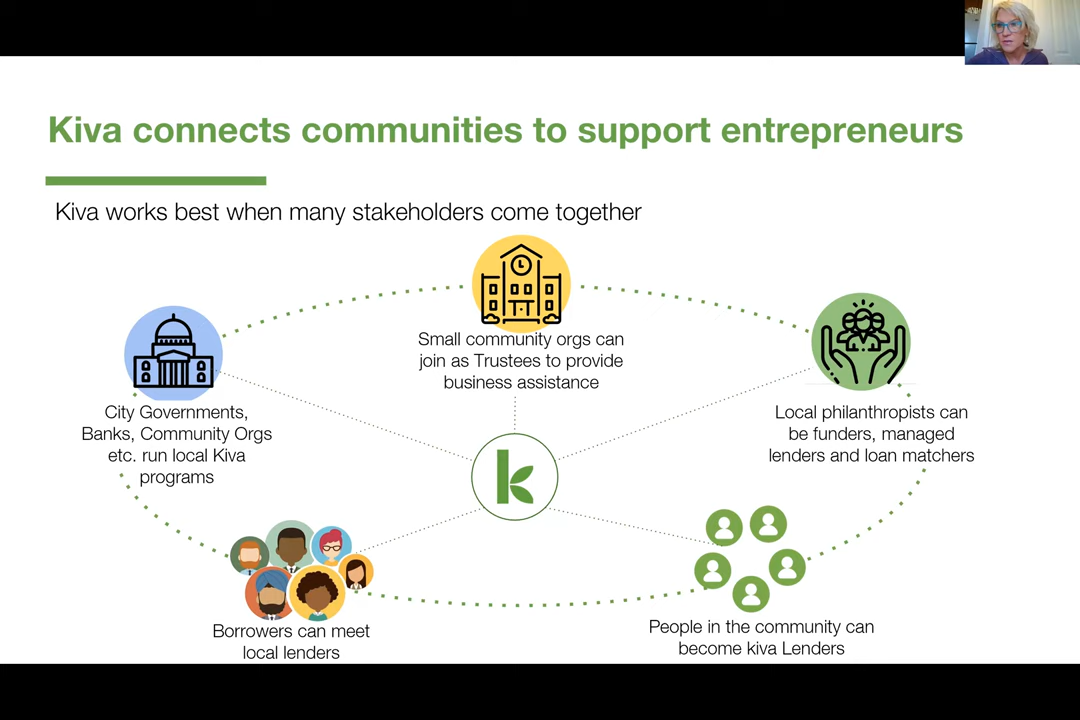 Kiva connects communities to support entrepreneurs
Kiva works best when many stakeholders come together
Small community orgs can
join as Trustees to provide
business assistance
City Governments,
Banks, Community Orgs
etc. run local Kiva
programs
Local philanthropists can
be funders, managed
lenders and loan matchers
k
Borrowers can meet
local lenders
People in the community can
become kiva Lenders